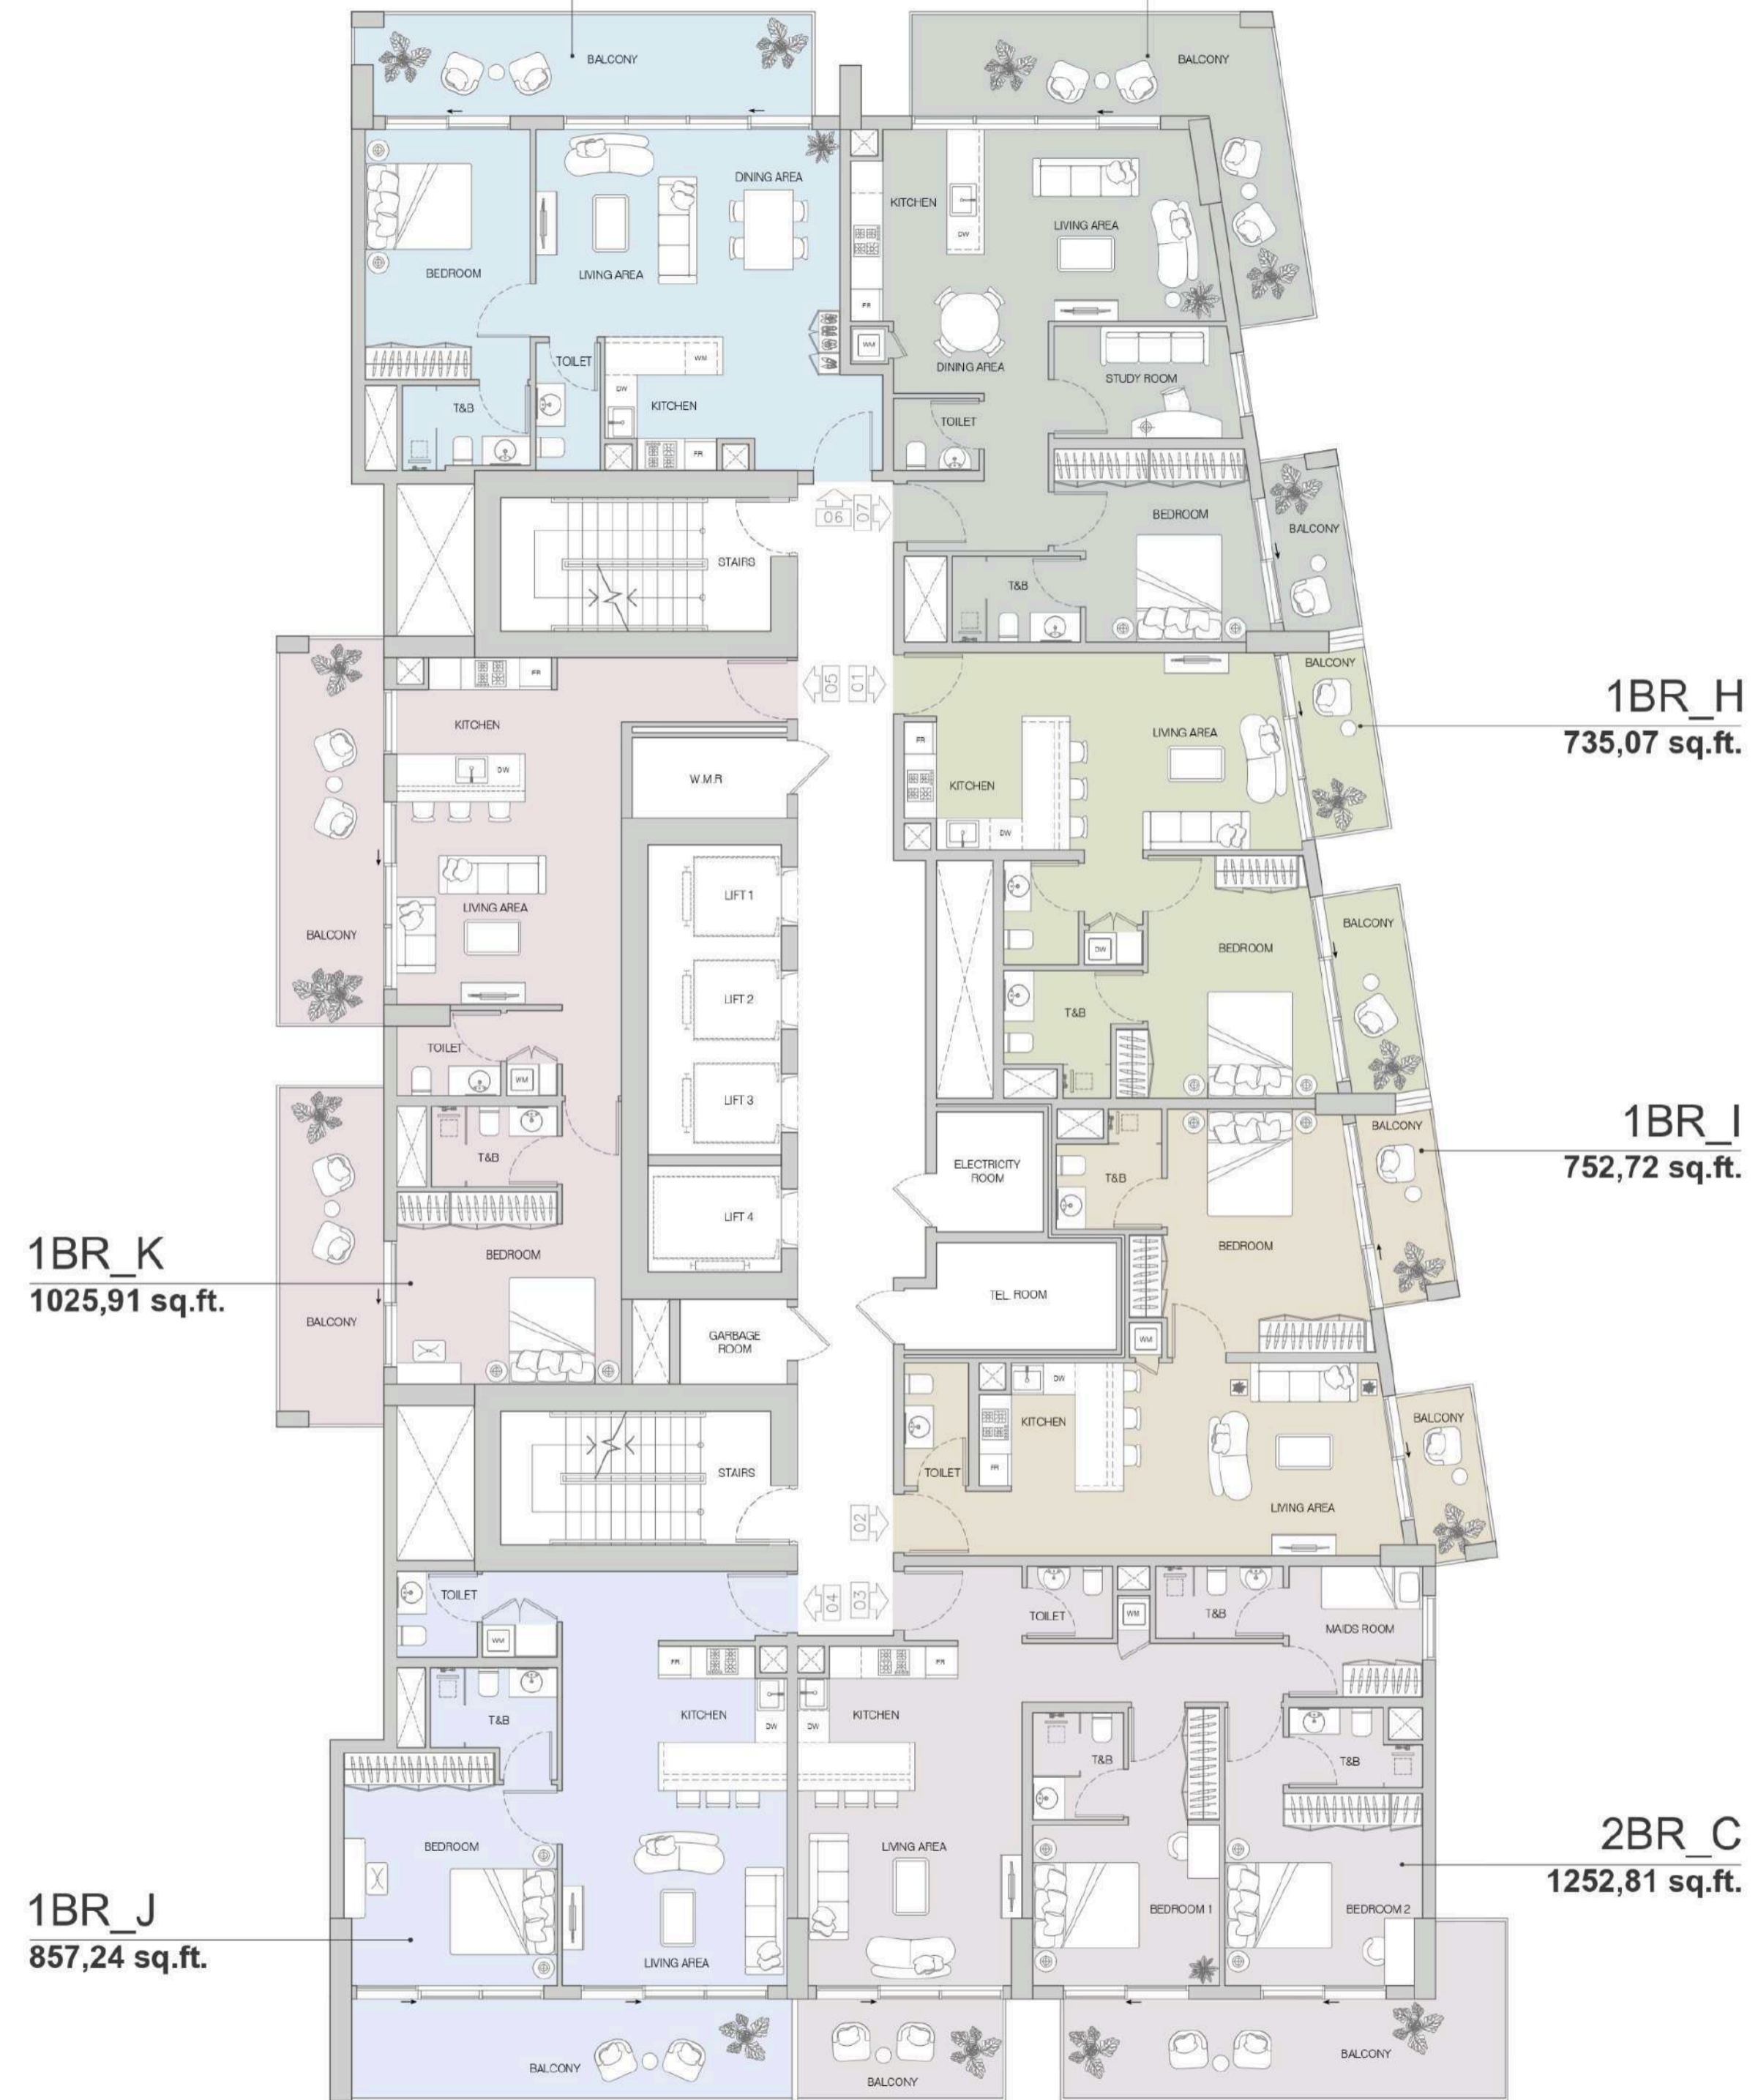 BALCONY
BALCONY
DINING AREA
KITCHEN
DW
LIVING AREA
BEDROOM
LIVING AREA
FR
WM
TOILET
WM
DINING AREA
STUDY ROOM
DW
T&B
KITCHEN
TOILET
FR
06
07
BEDROOM
BALCONY
STAIRS
T&B
BALCONY
FR
05
01
1BR_H
735,07 sq.ft.
KITCHEN
LIVING AREA
FR
DW
W.M.R
KITCHEN
DW
LIFT 1
LIVING AREA
BALCONY
BALCONY
DW
BEDROOM
LIFT 2
T&B
TOILET
WM
LIFT 3
BALCONY
1BR_I
752,72 sq.ft.
T&B
ELECTRICITY
ROOM
T&B
LIFT 4
1BR_K
1025,91 sq.ft.
BEDROOM
BEDROOM
TEL. ROOM
BALCONY
GARBAGE
ROOM
WM
DW
KITCHEN
BALCONY
STAIRS
TOILET
FR
LIVING AREA
02
TOILET
04
03
TOILET
WM
T&B
MAIDS ROOM
WM
FR
FR
T&B
KITCHEN
DW
DW
KITCHEN
T&B
T&B
2BR_C
1252,81 sq.ft.
BEDROOM
LIVING AREA
1BR_J
857,24 sq.ft.
BEDROOM 1
BEDROOM 2
LIVING AREA
BALCONY
BALCONY
BALCONY